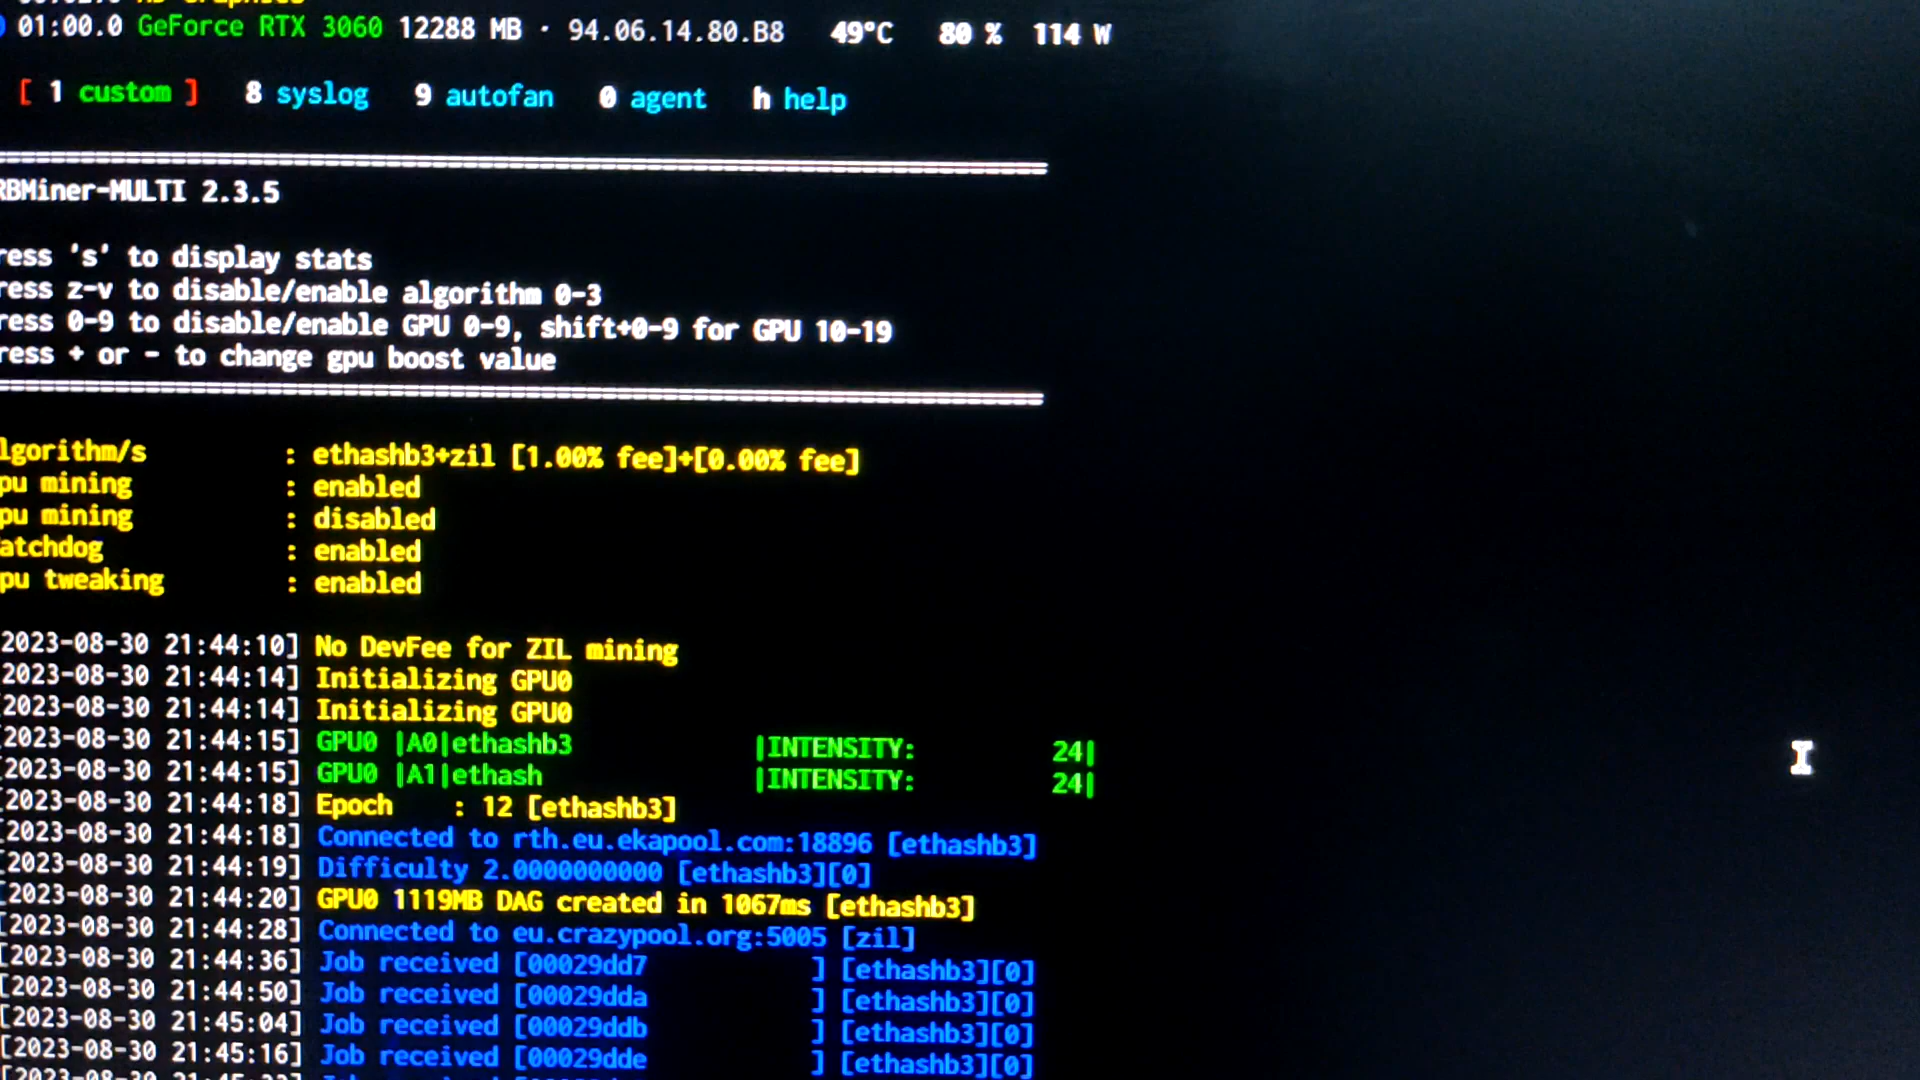 01:00.0 GeForce RTX 3060 12288 MB · 94.06.14.80.B8 49°C 80 % 114 W
[ 1 custom ] 8 syslog 9 autofan 0 agent h help
RBMiner-MULTI 2.3.5
ress 's' to display stats
ress z-v to disable/enable algorithm 0-3
ress 0-9 to disable/enable GPU 0-9, shift+0-9 for GPU 10-19
ress + or - to change gpu boost value
lgorithm/s : ethashb3+zil [1.00% fee]+[0.00% fee]
pu mining : enabled
pu mining : disabled
atchdog : enabled
pu tweaking : enabled
[2023-08-30 21:44:10] No DevFee for ZIL mining
[2023-08-30 21:44:14] Initializing GPU0
[2023-08-30 21:44:14] Initializing GPU0
[2023-08-30 21:44:15] GPU0 |A0|ethashb3 |INTENSITY: 24|
[2023-08-30 21:44:15] GPU0 |A1|ethash |INTENSITY: 24|
[2023-08-30 21:44:18] Epoch : 12 [ethashb3]
[2023-08-30 21:44:18] Connected to rth.eu.ekapool.com:18896 [ethashb3]
[2023-08-30 21:44:19] Difficulty 2.0000000000 [ethashb3][0]
[2023-08-30 21:44:20] GPU0 1119MB DAG created in 1067ms [ethashb3]
[2023-08-30 21:44:28] Connected to eu.crazypool.org:5005 [zil]
[2023-08-30 21:44:36] Job received [00029dd7 ] [ethashb3][0]
[2023-08-30 21:44:50] Job received [00029dda ] [ethashb3][0]
[2023-08-30 21:45:04] Job received [00029ddb ] [ethashb3][0]
[2023-08-30 21:45:16] Job received [00029dde ] [ethashb3][0]